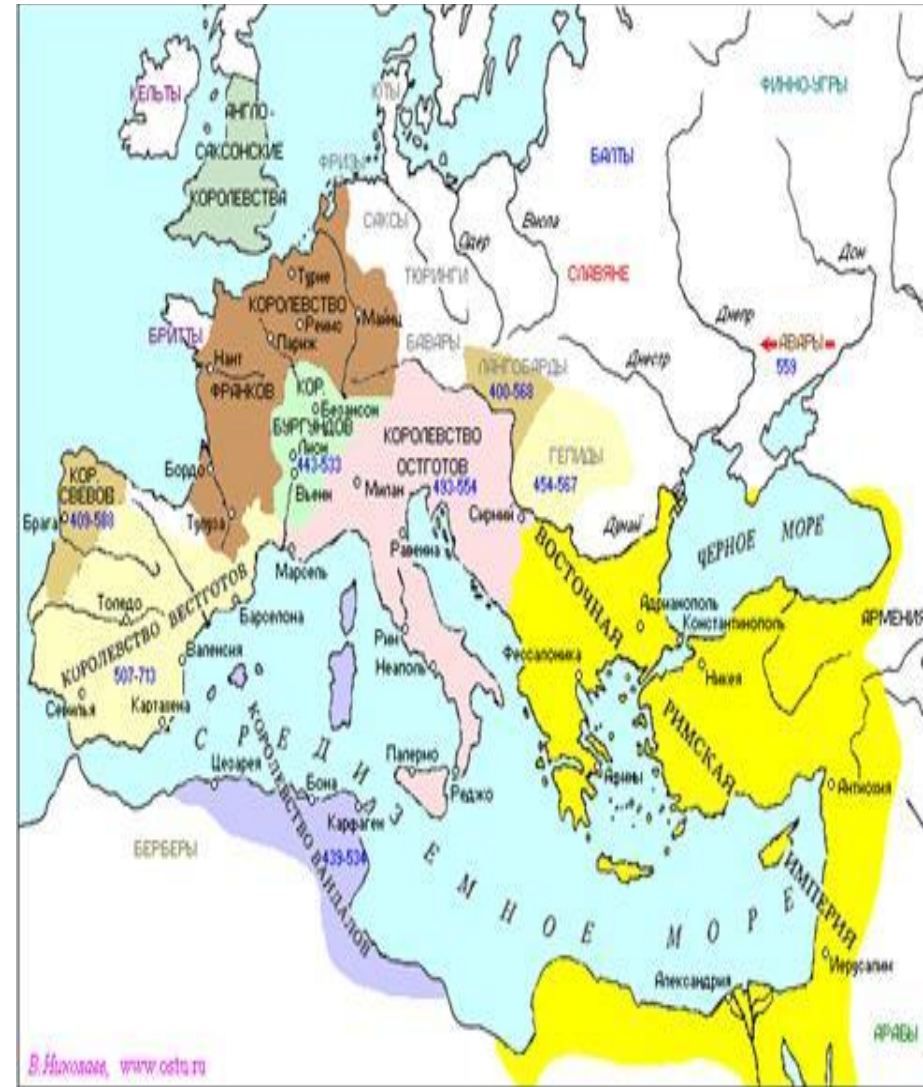 ФИННО-УГРЫ
КЕЛЬТЫ
ЮТЫ
АНГЛО-
САКСОНСКИЕ
КОРОЛЕВСТВА
ФРИЗЫ
БАЛТЫ
САКСЫ
Одер
Висла
Дон
ТЮРИНГИ
СЛАВЯНЕ
Турне
КОРОЛЕВСТВО
Реймс
Майнц
Днепр
БРИТТЫ
Париж
БАВАРЫ
Днестр
АВАРЫ
559
Нант
ФРАНКОВ
ЛАНГОБАРДЫ
400-568
КОР.
Безансон
БУРГУНДОВ
Лион
443-533
Вьенн
КОРОЛЕВСТВО
ОСТГОТОВ
493-554
ГЕПИДЫ
454-567
Бордо
Милан
КОР.
СВЕВОВ
Брага
409-588
Тулуза
Сирмий
Дунай
Равенна
ЧЕРНОЕ МОРЕ
Марсель
ВОСТОЧНАЯ
Толедо
КОРОЛЕВСТВО ВЕСТГОТОВ
507-713
Барселона
Адрианополь
Константинополь
АРМЕНИЯ
Рим
Валенсия
Неаполь
Фессалоника
Никея
Севилья
Картахена
РИМСКАЯ
СРЕДИЗЕМНОЕ МОРЕ
Цезарея
Бона
Палермо
Реджо
Афины
Антиохия
Карфаген
КОРОЛЕВСТВО ВАНДАЛОВ
439-534
БЕРБЕРЫ
ИМПЕРИЯ
Иерусалим
Александрия
АРАБЫ
В.Николаев, www.ostu.ru